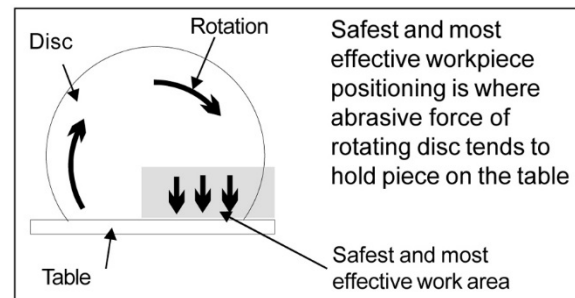 Disc
Rotation
Safest and most
effective workpiece
positioning is where
abrasive force of
rotating disc tends to
hold piece on the table
Table
Safest and most
effective work area